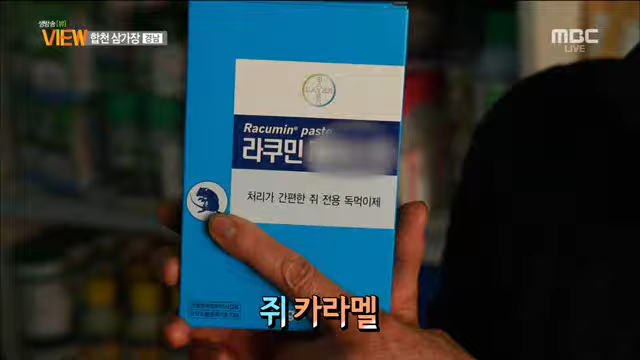 생방송 [뷰]
VIEW 합천 삼가장 경남
MBC
LIVE
BAYER
Racumin® paste
라쿠민
처리가 간편한 쥐 전용 독먹이제
쥐 카라멜